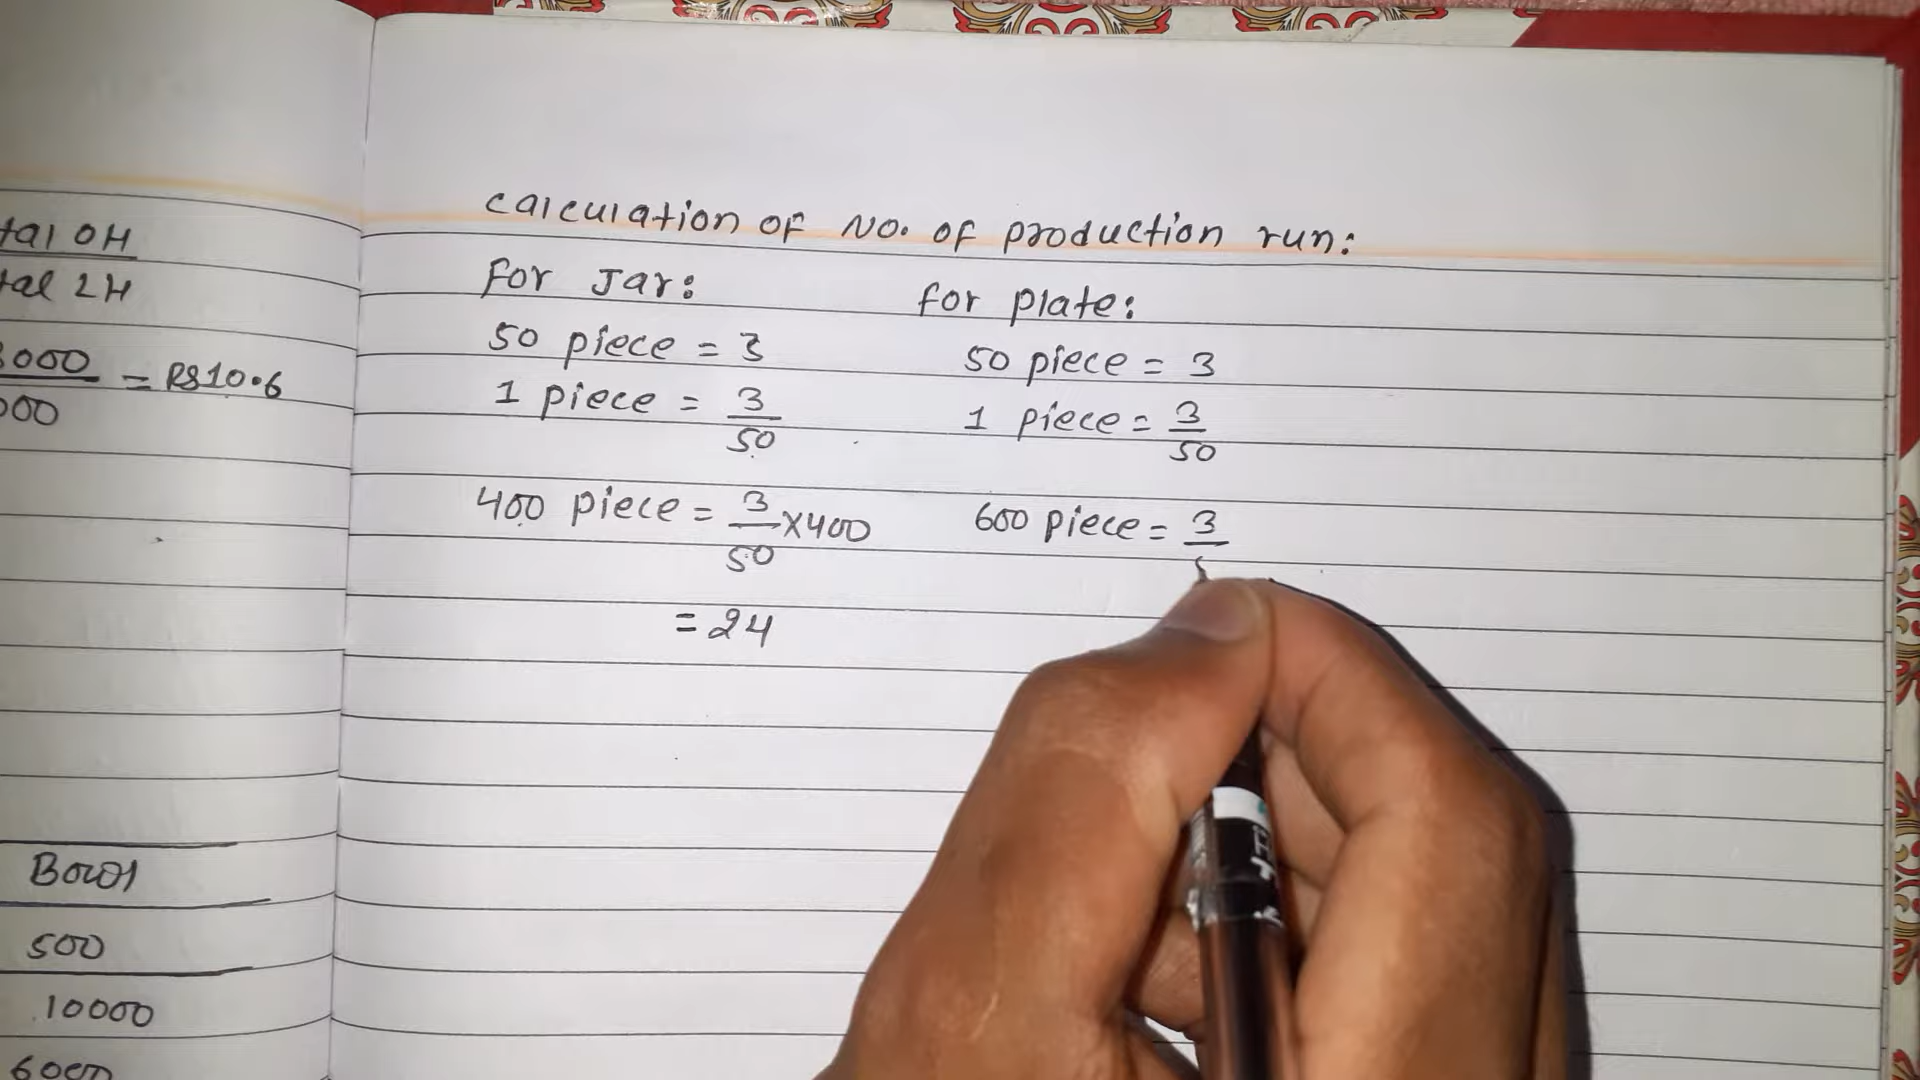 tal OH
tal LH
000 = RS10.6
000
Bowl
500
10000
6000
calculation of No. of production run:
For Jar:
50 piece = 3
1 piece = 3
50
400 piece = 3 ×400
50
= 24
for plate:
50 piece = 3
1 piece = 3
50
600 piece = 3